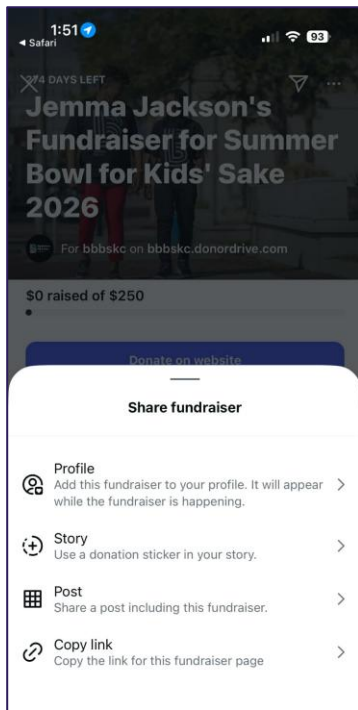 1:51
93
◄ Safari
274 DAYS LEFT
Jemma Jackson's
Fundraiser for Summer
Bowl for Kids' Sake
2026
For bbbskc on bbbskc.donordrive.com
$0 raised of $250
Donate on website
Share fundraiser
Profile
Add this fundraiser to your profile. It will appear
while the fundraiser is happening.
Story
Use a donation sticker in your story.
Post
Share a post including this fundraiser.
Copy link
Copy the link for this fundraiser page